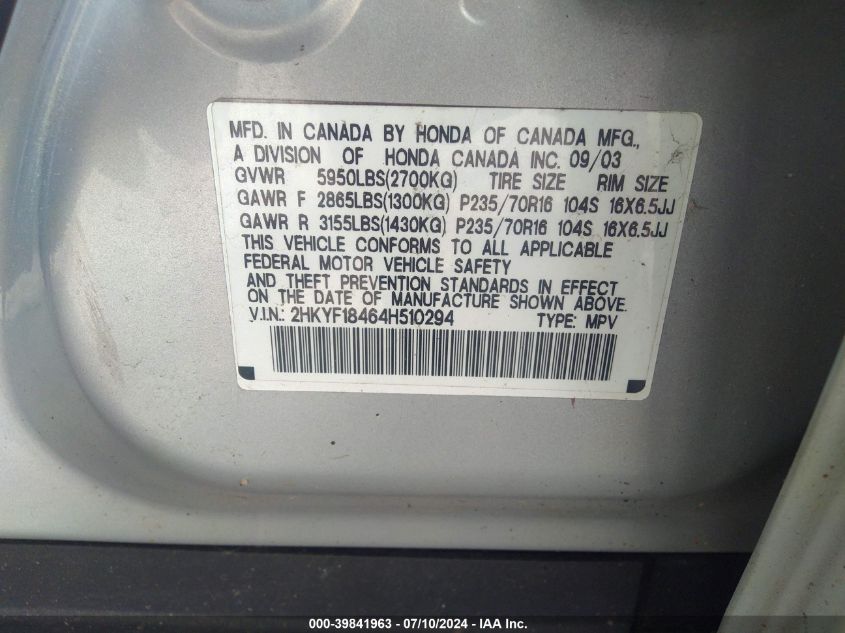 MFD. IN CANADA BY HONDA OF CANADA MFG.,
A DIVISION OF HONDA CANADA INC. 09/03
GVWR 5950LBS(2700KG) TIRE SIZE RIM SIZE
GAWR F 2865LBS(1300KG) P235/70R16 104S 16X6.5JJ
GAWR R 3155LBS(1430KG) P235/70R16 104S 16X6.5JJ
THIS VEHICLE CONFORMS TO ALL APPLICABLE
FEDERAL MOTOR VEHICLE SAFETY
AND THEFT PREVENTION STANDARDS IN EFFECT
ON THE DATE OF MANUFACTURE SHOWN ABOVE.
V.I.N.: 2HKYF18464H510294 TYPE: MPV
000-39841963 - 07/10/2024 - IAA Inc.